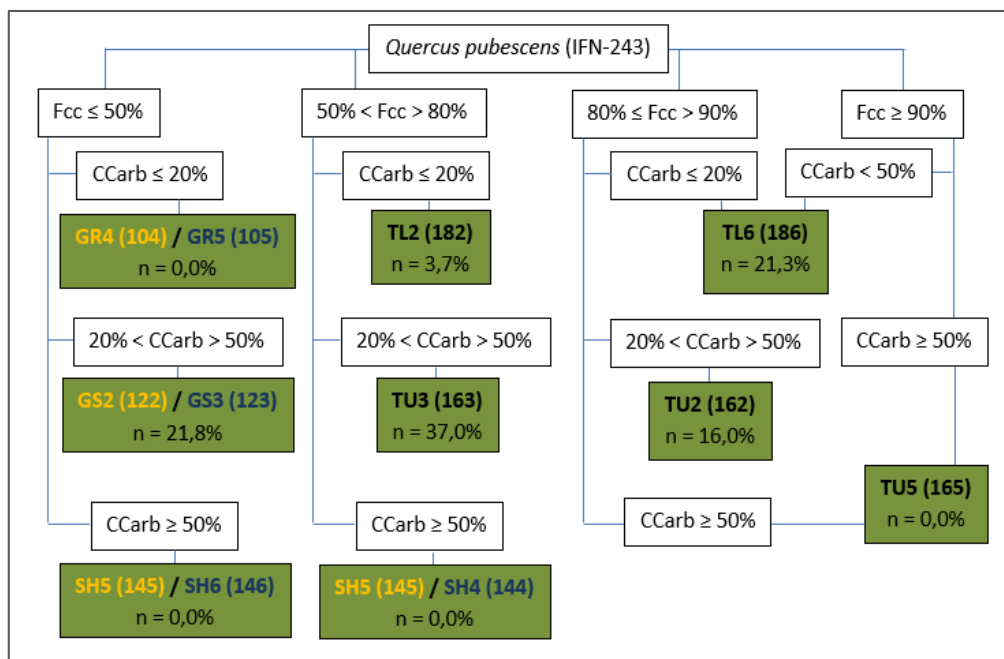 Quercus pubescens (IFN-243)
Fcc ≤ 50%
50% < Fcc > 80%
80% ≤ Fcc > 90%
Fcc ≥ 90%
CCarb ≤ 20%
CCarb ≤ 20%
CCarb ≤ 20%
CCarb < 50%
GR4 (104) / GR5 (105)
n = 0,0%
TL2 (182)
n = 3,7%
TL6 (186)
n = 21,3%
20% < CCarb > 50%
20% < CCarb > 50%
20% < CCarb > 50%
CCarb ≥ 50%
GS2 (122) / GS3 (123)
n = 21,8%
TU3 (163)
n = 37,0%
TU2 (162)
n = 16,0%
TU5 (165)
n = 0,0%
CCarb ≥ 50%
CCarb ≥ 50%
CCarb ≥ 50%
SH5 (145) / SH6 (146)
n = 0,0%
SH5 (145) / SH4 (144)
n = 0,0%